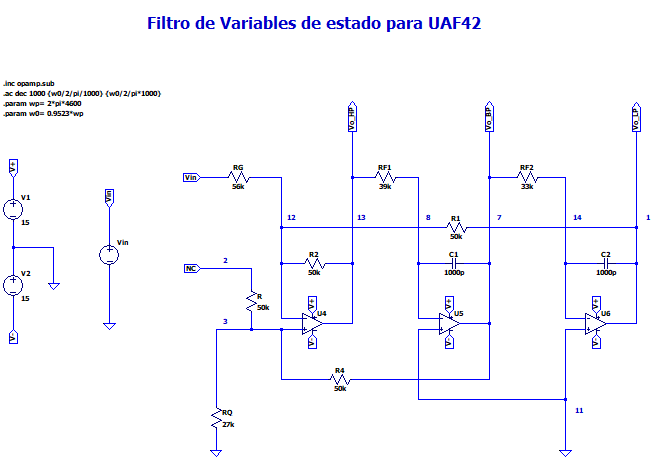 Filtro de Variables de estado para UAF42
.inc opamp.sub
.ac dec 1000 {w0/2/pi/1000} {w0/2/pi*1000}
.param wp= 2*pi*4600
.param w0= 0.9523*wp
Vo_HP
Vo_BP
Vo_LP
V+
V1
15
V2
15
V-
Vin
Vin
Vin
RG
56k
RF1
39k
RF2
33k
12
13
8
R1
50k
7
14
1
R2
50k
C1
1000p
C2
1000p
NC
2
R
50k
3
V+
U4
V-
V+
U5
V-
V+
U6
V-
R4
50k
RQ
27k
11